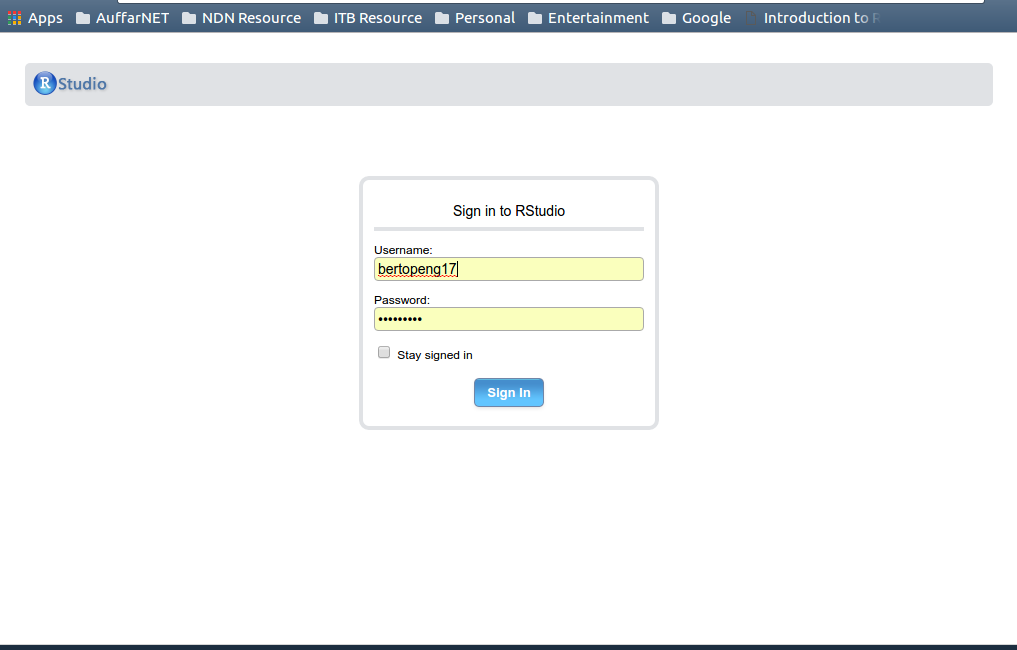 Apps AuffarNET NDN Resource ITB Resource Personal Entertainment Google Introduction to R
R Studio
Sign in to RStudio
Username:
bertopeng17
Password:
•••••••••
Stay signed in
Sign In